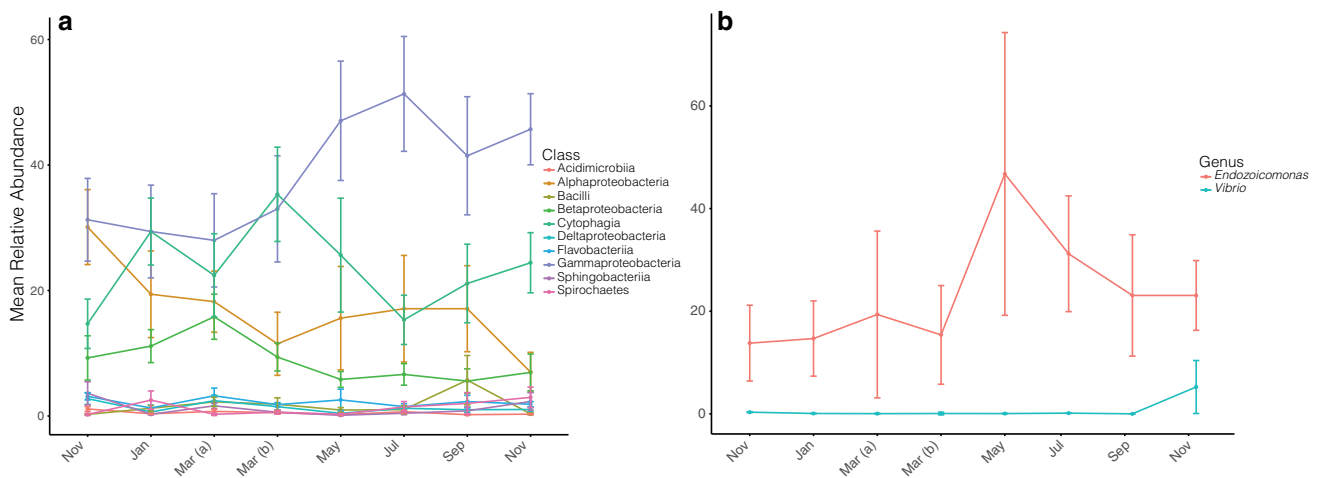 a
Mean Relative Abundance
60
40
20
0
Nov
Jan
Mar (a)
Mar (b)
May
Jul
Sep
Nov
Class
Acidimicrobiia
Alphaproteobacteria
Bacilli
Betaproteobacteria
Cytophagia
Deltaproteobacteria
Flavobacteriia
Gammaproteobacteria
Sphingobacteriia
Spirochaetes
b
60
40
20
0
Nov
Jan
Mar (a)
Mar (b)
May
Jul
Sep
Nov
Genus
Endozoicomonas
Vibrio